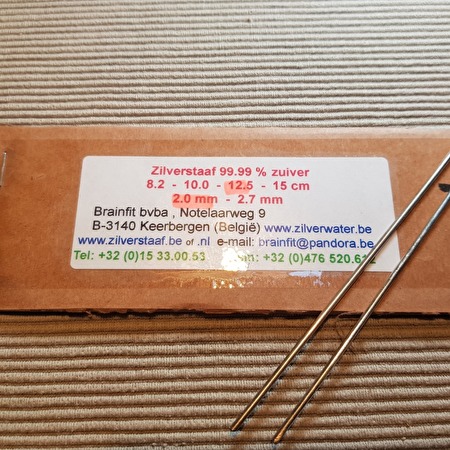 Zilverstaaf 99.99 % zuiver
8.2 - 10.0 - 12.5 - 15 cm
2.0 mm - 2.7 mm
Brainfit bvba , Notelaarweg 9
B-3140 Keerbergen (België) www.zilverwater.be
www.zilverstaaf.be of .nl e-mail: brainfit@pandora.be
Tel: +32 (0)15 33.00.53 +32 (0)476 520.612